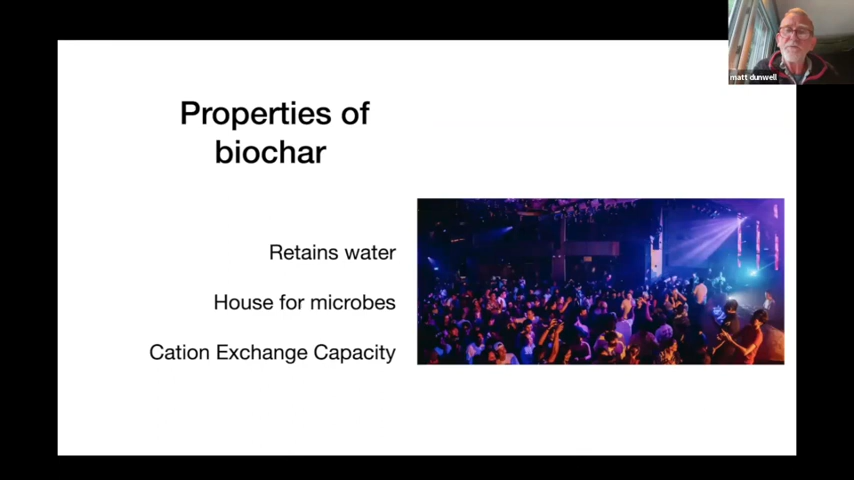 Properties of
biochar
Retains water
House for microbes
Cation Exchange Capacity
matt dunwell